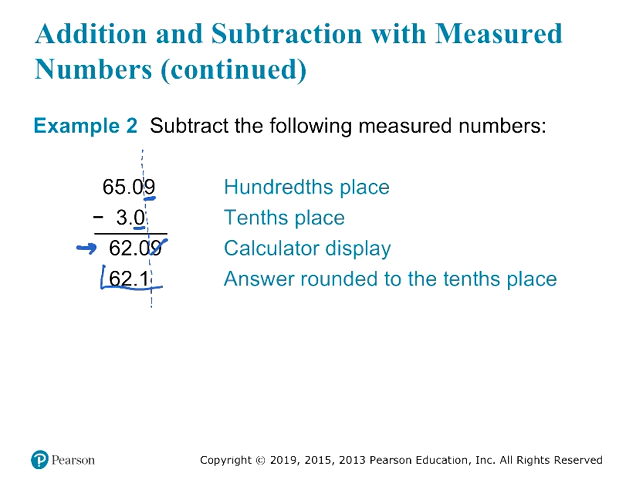 Addition and Subtraction with Measured
Numbers (continued)
Example 2 Subtract the following measured numbers:
65.09 Hundredths place
− 3.0 Tenths place
62.09 Calculator display
62.1 Answer rounded to the tenths place
Pearson
Copyright © 2019, 2015, 2013 Pearson Education, Inc. All Rights Reserved